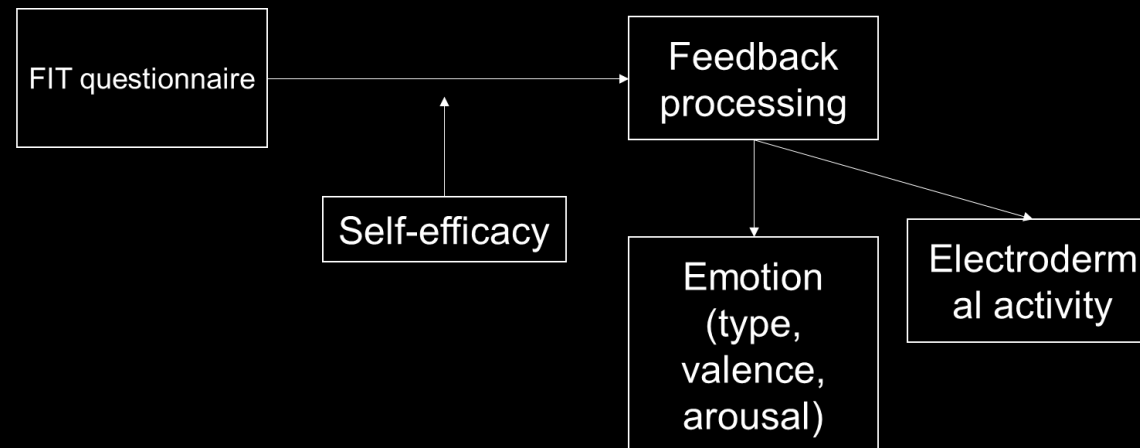 FIT questionnaire
Feedback
processing
Self-efficacy
Emotion
(type,
valence,
arousal)
Electroderm
al activity